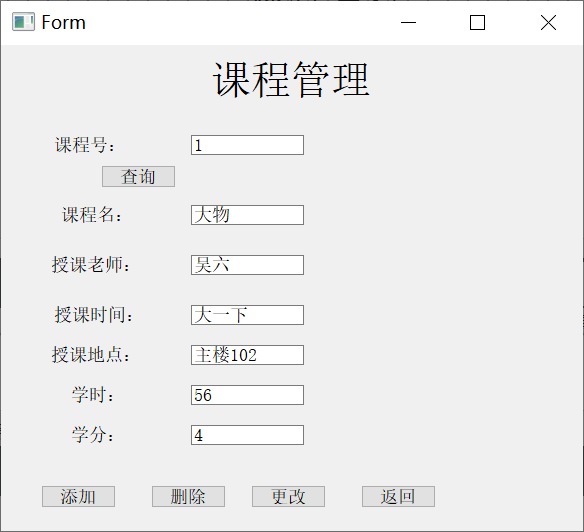 Form
课程管理
课程号： 1
查询
课程名： 大物
授课老师： 吴六
授课时间： 大一下
授课地点： 主楼102
学时： 56
学分： 4
添加 删除 更改 返回